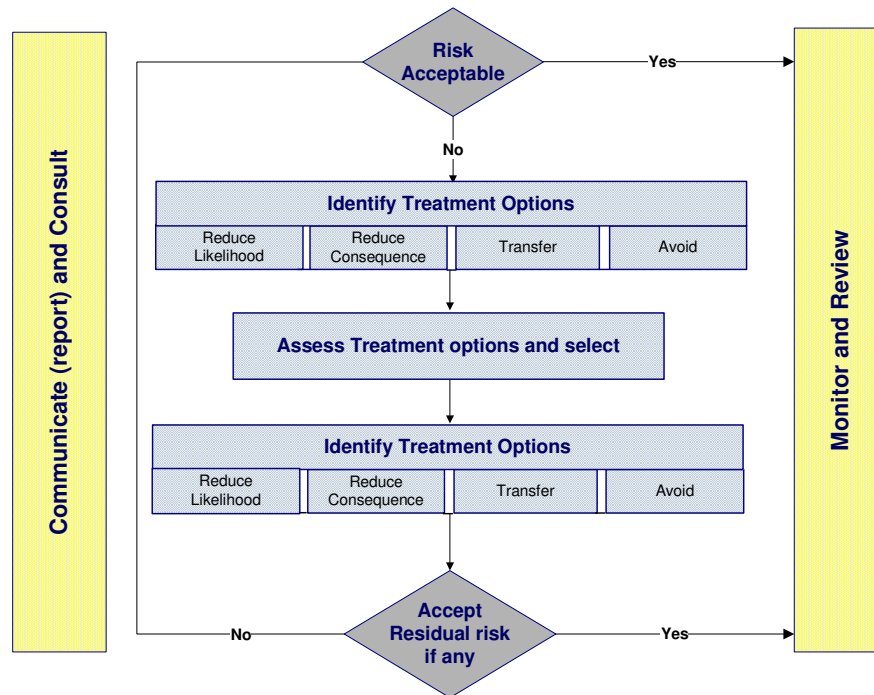 Communicate (report) and Consult
Risk
Acceptable
Yes
No
Identify Treatment Options
Reduce
Likelihood
Reduce
Consequence
Transfer
Avoid
Assess Treatment options and select
Identify Treatment Options
Reduce
Likelihood
Reduce
Consequence
Transfer
Avoid
Accept
Residual risk
if any
No
Yes
Monitor and Review